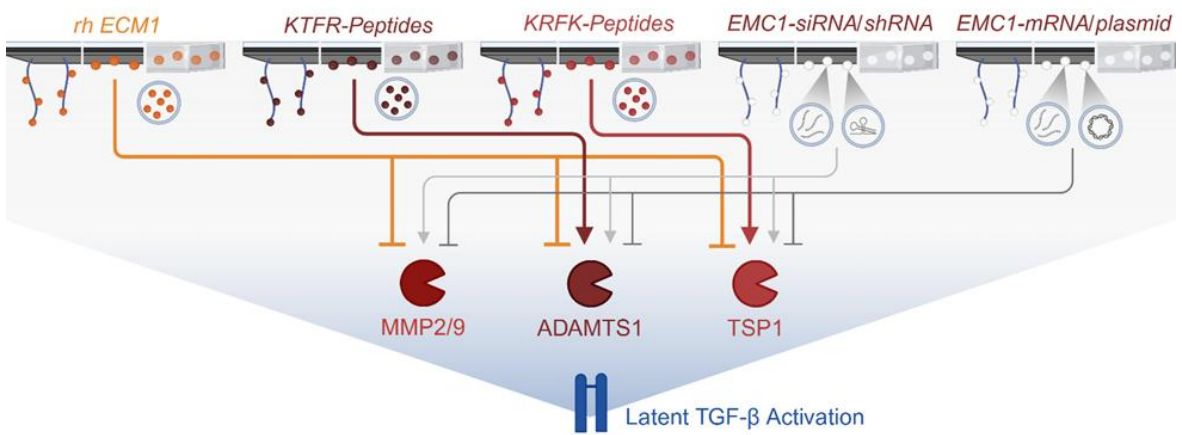 rh ECM1
KTFR-Peptides
KRFK-Peptides
EMC1-siRNA/shRNA
EMC1-mRNA/plasmid
MMP2/9
ADAMTS1
TSP1
Latent TGF-β Activation